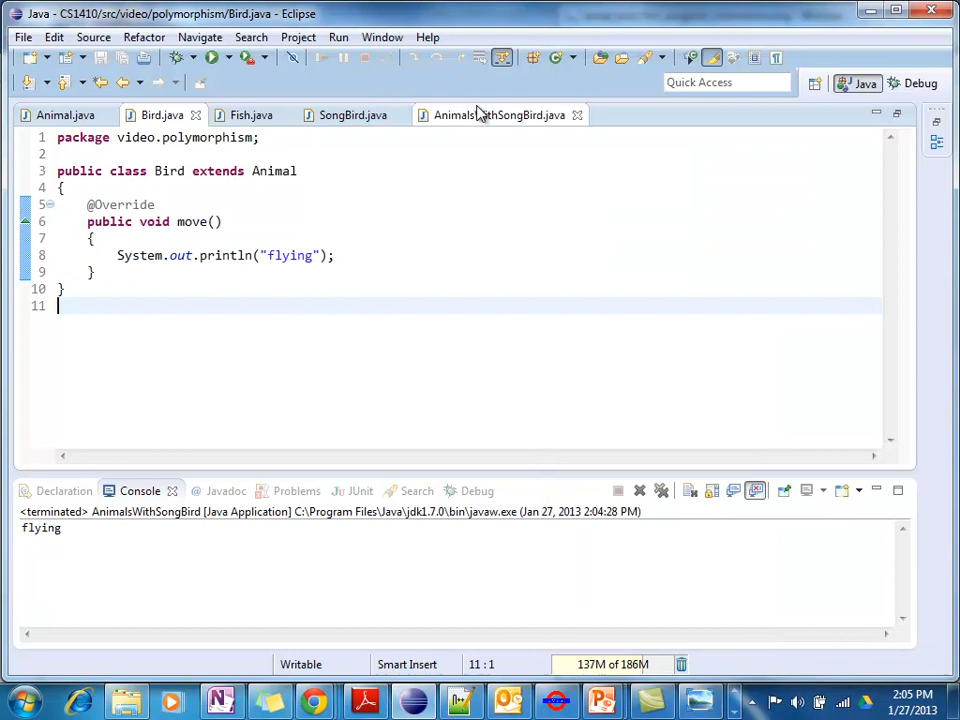 Java - CS1410/src/video/polymorphism/Bird.java - Eclipse
File Edit Source Refactor Navigate Search Project Run Window Help
Quick Access Java Debug
Animal.java Bird.java Fish.java SongBird.java AnimalsWithSongBird.java
1 package video.polymorphism;
2
3 public class Bird extends Animal
4 {
5 @Override
6 public void move()
7 {
8 System.out.println("flying");
9 }
10 }
11
Declaration Console Javadoc Problems JUnit Search Debug
<terminated> AnimalsWithSongBird [Java Application] C:\Program Files\Java\jdk1.7.0\bin\javaw.exe (Jan 27, 2013 2:04:28 PM)
flying
Writable Smart Insert 11 : 1 137M of 186M
2:05 PM
1/27/2013